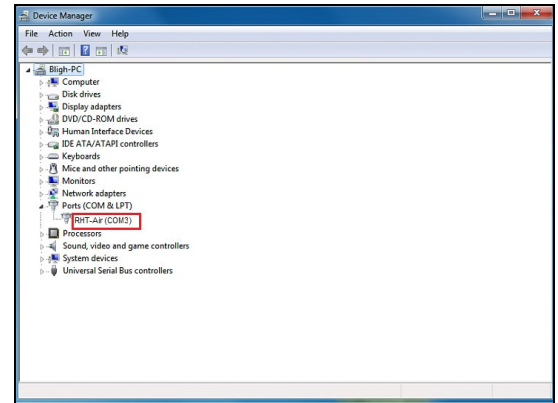 Device Manager
File Action View Help
Bligh-PC
Computer
Disk drives
Display adapters
DVD/CD-ROM drives
Human Interface Devices
IDE ATA/ATAPI controllers
Keyboards
Mice and other pointing devices
Monitors
Network adapters
Ports (COM & LPT)
RHT-Air (COM3)
Processors
Sound, video and game controllers
System devices
Universal Serial Bus controllers